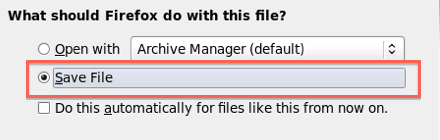 What should Firefox do with this file?
Open with Archive Manager (default)
Save File
Do this automatically for files like this from now on.